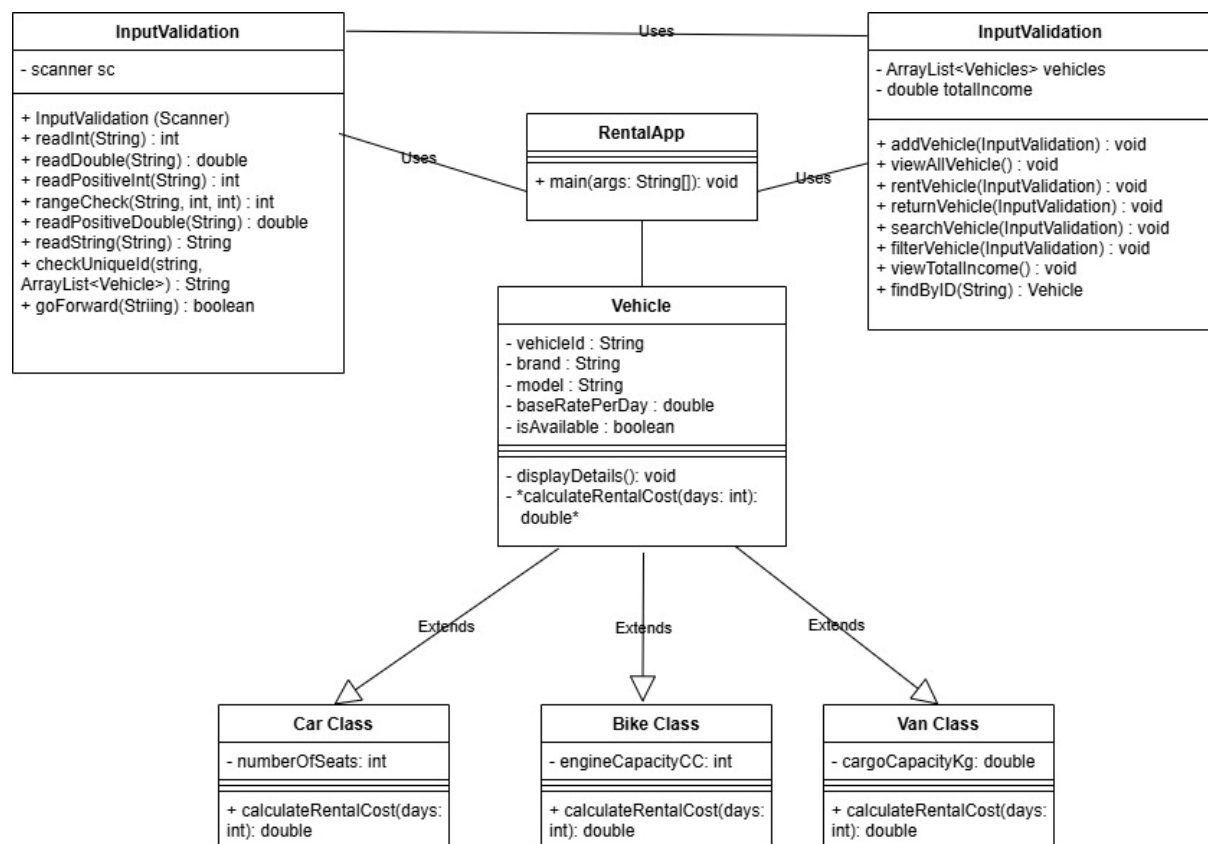 InputValidation
- scanner sc
+ InputValidation (Scanner)
+ readInt(String) : int
+ readDouble(String) : double
+ readPositiveInt(String) : int
+ rangeCheck(String, int, int) : int
+ readPositiveDouble(String) : double
+ readString(String) : String
+ checkUniqueId(string,
ArrayList<Vehicle>) : String
+ goForward(Striing) : boolean
Uses
InputValidation
- ArrayList<Vehicles> vehicles
- double totalIncome
+ addVehicle(InputValidation) : void
+ viewAllVehicle() : void
+ rentVehicle(InputValidation) : void
+ returnVehicle(InputValidation) : void
+ searchVehicle(InputValidation) : void
+ filterVehicle(InputValidation) : void
+ viewTotalIncome() : void
+ findByID(String) : Vehicle
Uses
RentalApp
+ main(args: String[]): void
Uses
Vehicle
- vehicleId : String
- brand : String
- model : String
- baseRatePerDay : double
- isAvailable : boolean
- displayDetails(): void
- *calculateRentalCost(days: int):
double*
Extends
Extends
Extends
Car Class
- numberOfSeats: int
+ calculateRentalCost(days:
int): double
Bike Class
- engineCapacityCC: int
+ calculateRentalCost(days:
int): double
Van Class
- cargoCapacityKg: double
+ calculateRentalCost(days:
int): double